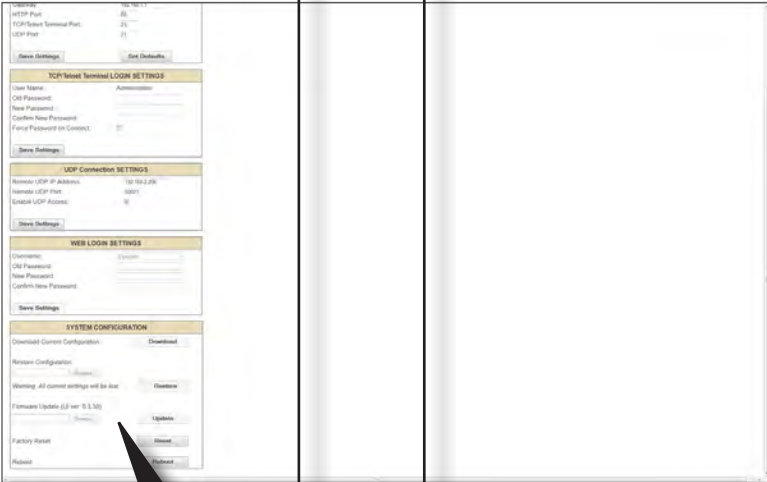 Gateway:
HTTP Port:
TCP/Telnet Terminal Port:
UDP Port:
Save Settings Set Defaults
TCP/Telnet Terminal LOGIN SETTINGS
User Name: Administrator
Old Password:
New Password:
Confirm New Password:
Force Password on Connect:
Save Settings
UDP Connection SETTINGS
Remote UDP IP Address:
Remote UDP Port: 50001
Enable UDP Access:
Save Settings
WEB LOGIN SETTINGS
Username:
Old Password:
New Password:
Confirm New Password:
Save Settings
SYSTEM CONFIGURATION
Download Current Configuration: Download
Restore Configuration:
Warning: All current settings will be lost Restore
Firmware Update Update
Factory Reset Reset
Reboot Reboot